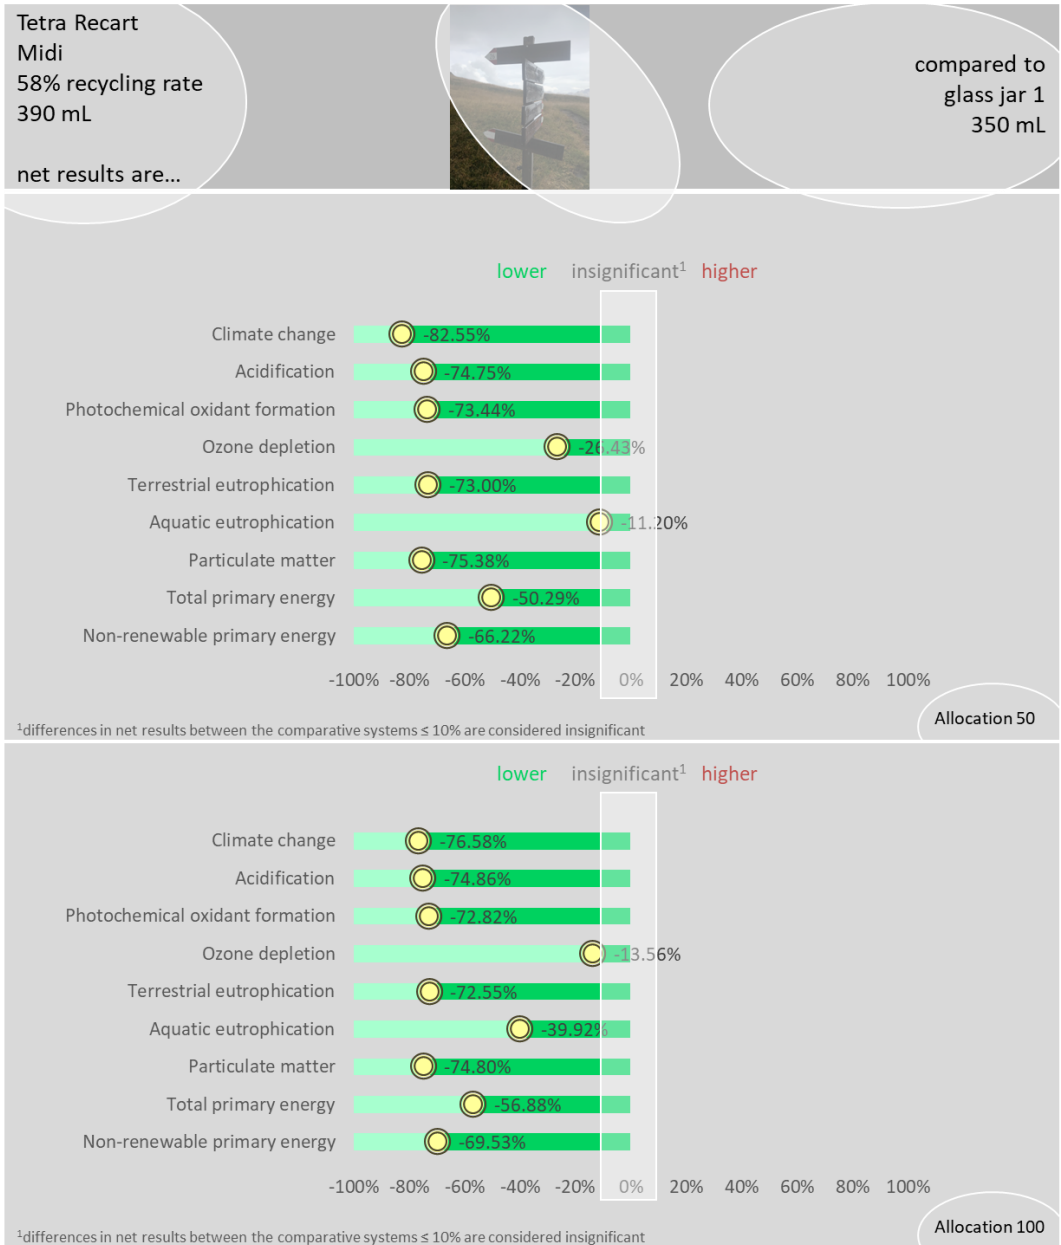 Tetra Recart
Midi
58% recycling rate
390 mL
net results are...
compared to
glass jar 1
350 mL
lower insignificant¹ higher
Climate change -82.55%
Acidification -74.75%
Photochemical oxidant formation -73.44%
Ozone depletion -26.43%
Terrestrial eutrophication -73.00%
Aquatic eutrophication -11.20%
Particulate matter -75.38%
Total primary energy -50.29%
Non-renewable primary energy -66.22%
-100% -80% -60% -40% -20% 0% 20% 40% 60% 80% 100%
Allocation 50
¹differences in net results between the comparative systems ≤ 10% are considered insignificant
lower insignificant¹ higher
Climate change -76.58%
Acidification -74.86%
Photochemical oxidant formation -72.82%
Ozone depletion -13.56%
Terrestrial eutrophication -72.55%
Aquatic eutrophication -39.92%
Particulate matter -74.80%
Total primary energy -56.88%
Non-renewable primary energy -69.53%
-100% -80% -60% -40% -20% 0% 20% 40% 60% 80% 100%
Allocation 100
¹differences in net results between the comparative systems ≤ 10% are considered insignificant